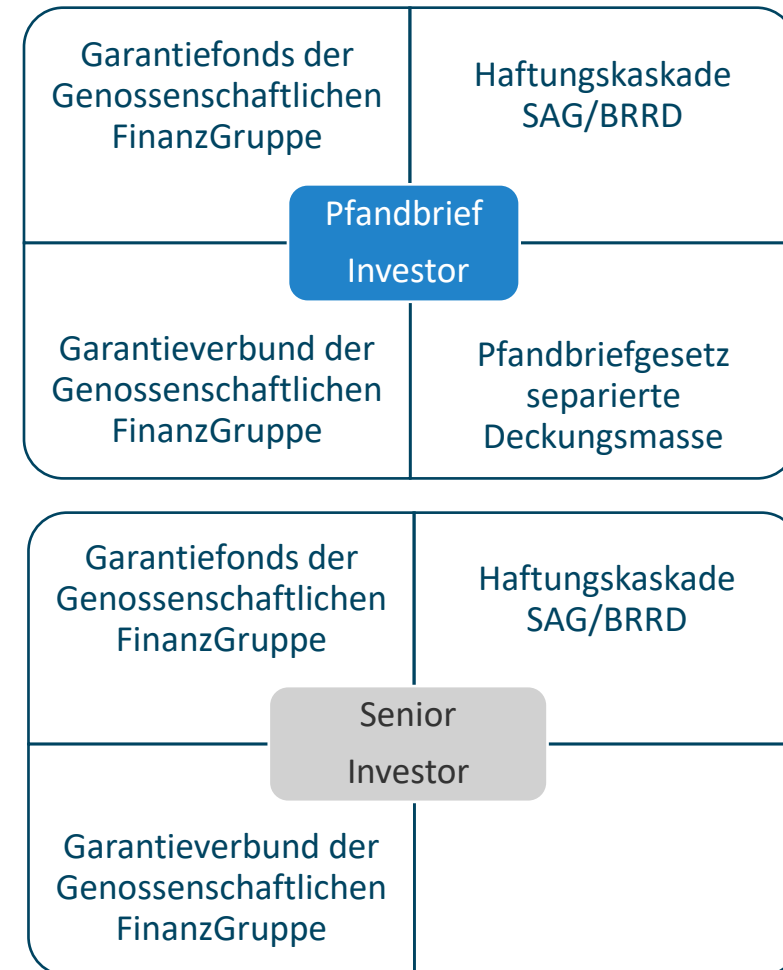 Garantiefonds der
Genossenschaftlichen
FinanzGruppe
Haftungskaskade
SAG/BRRD
Pfandbrief
Investor
Garantieverbund der
Genossenschaftlichen
FinanzGruppe
Pfandbriefgesetz
separierte
Deckungsmasse
Garantiefonds der
Genossenschaftlichen
FinanzGruppe
Haftungskaskade
SAG/BRRD
Senior
Investor
Garantieverbund der
Genossenschaftlichen
FinanzGruppe